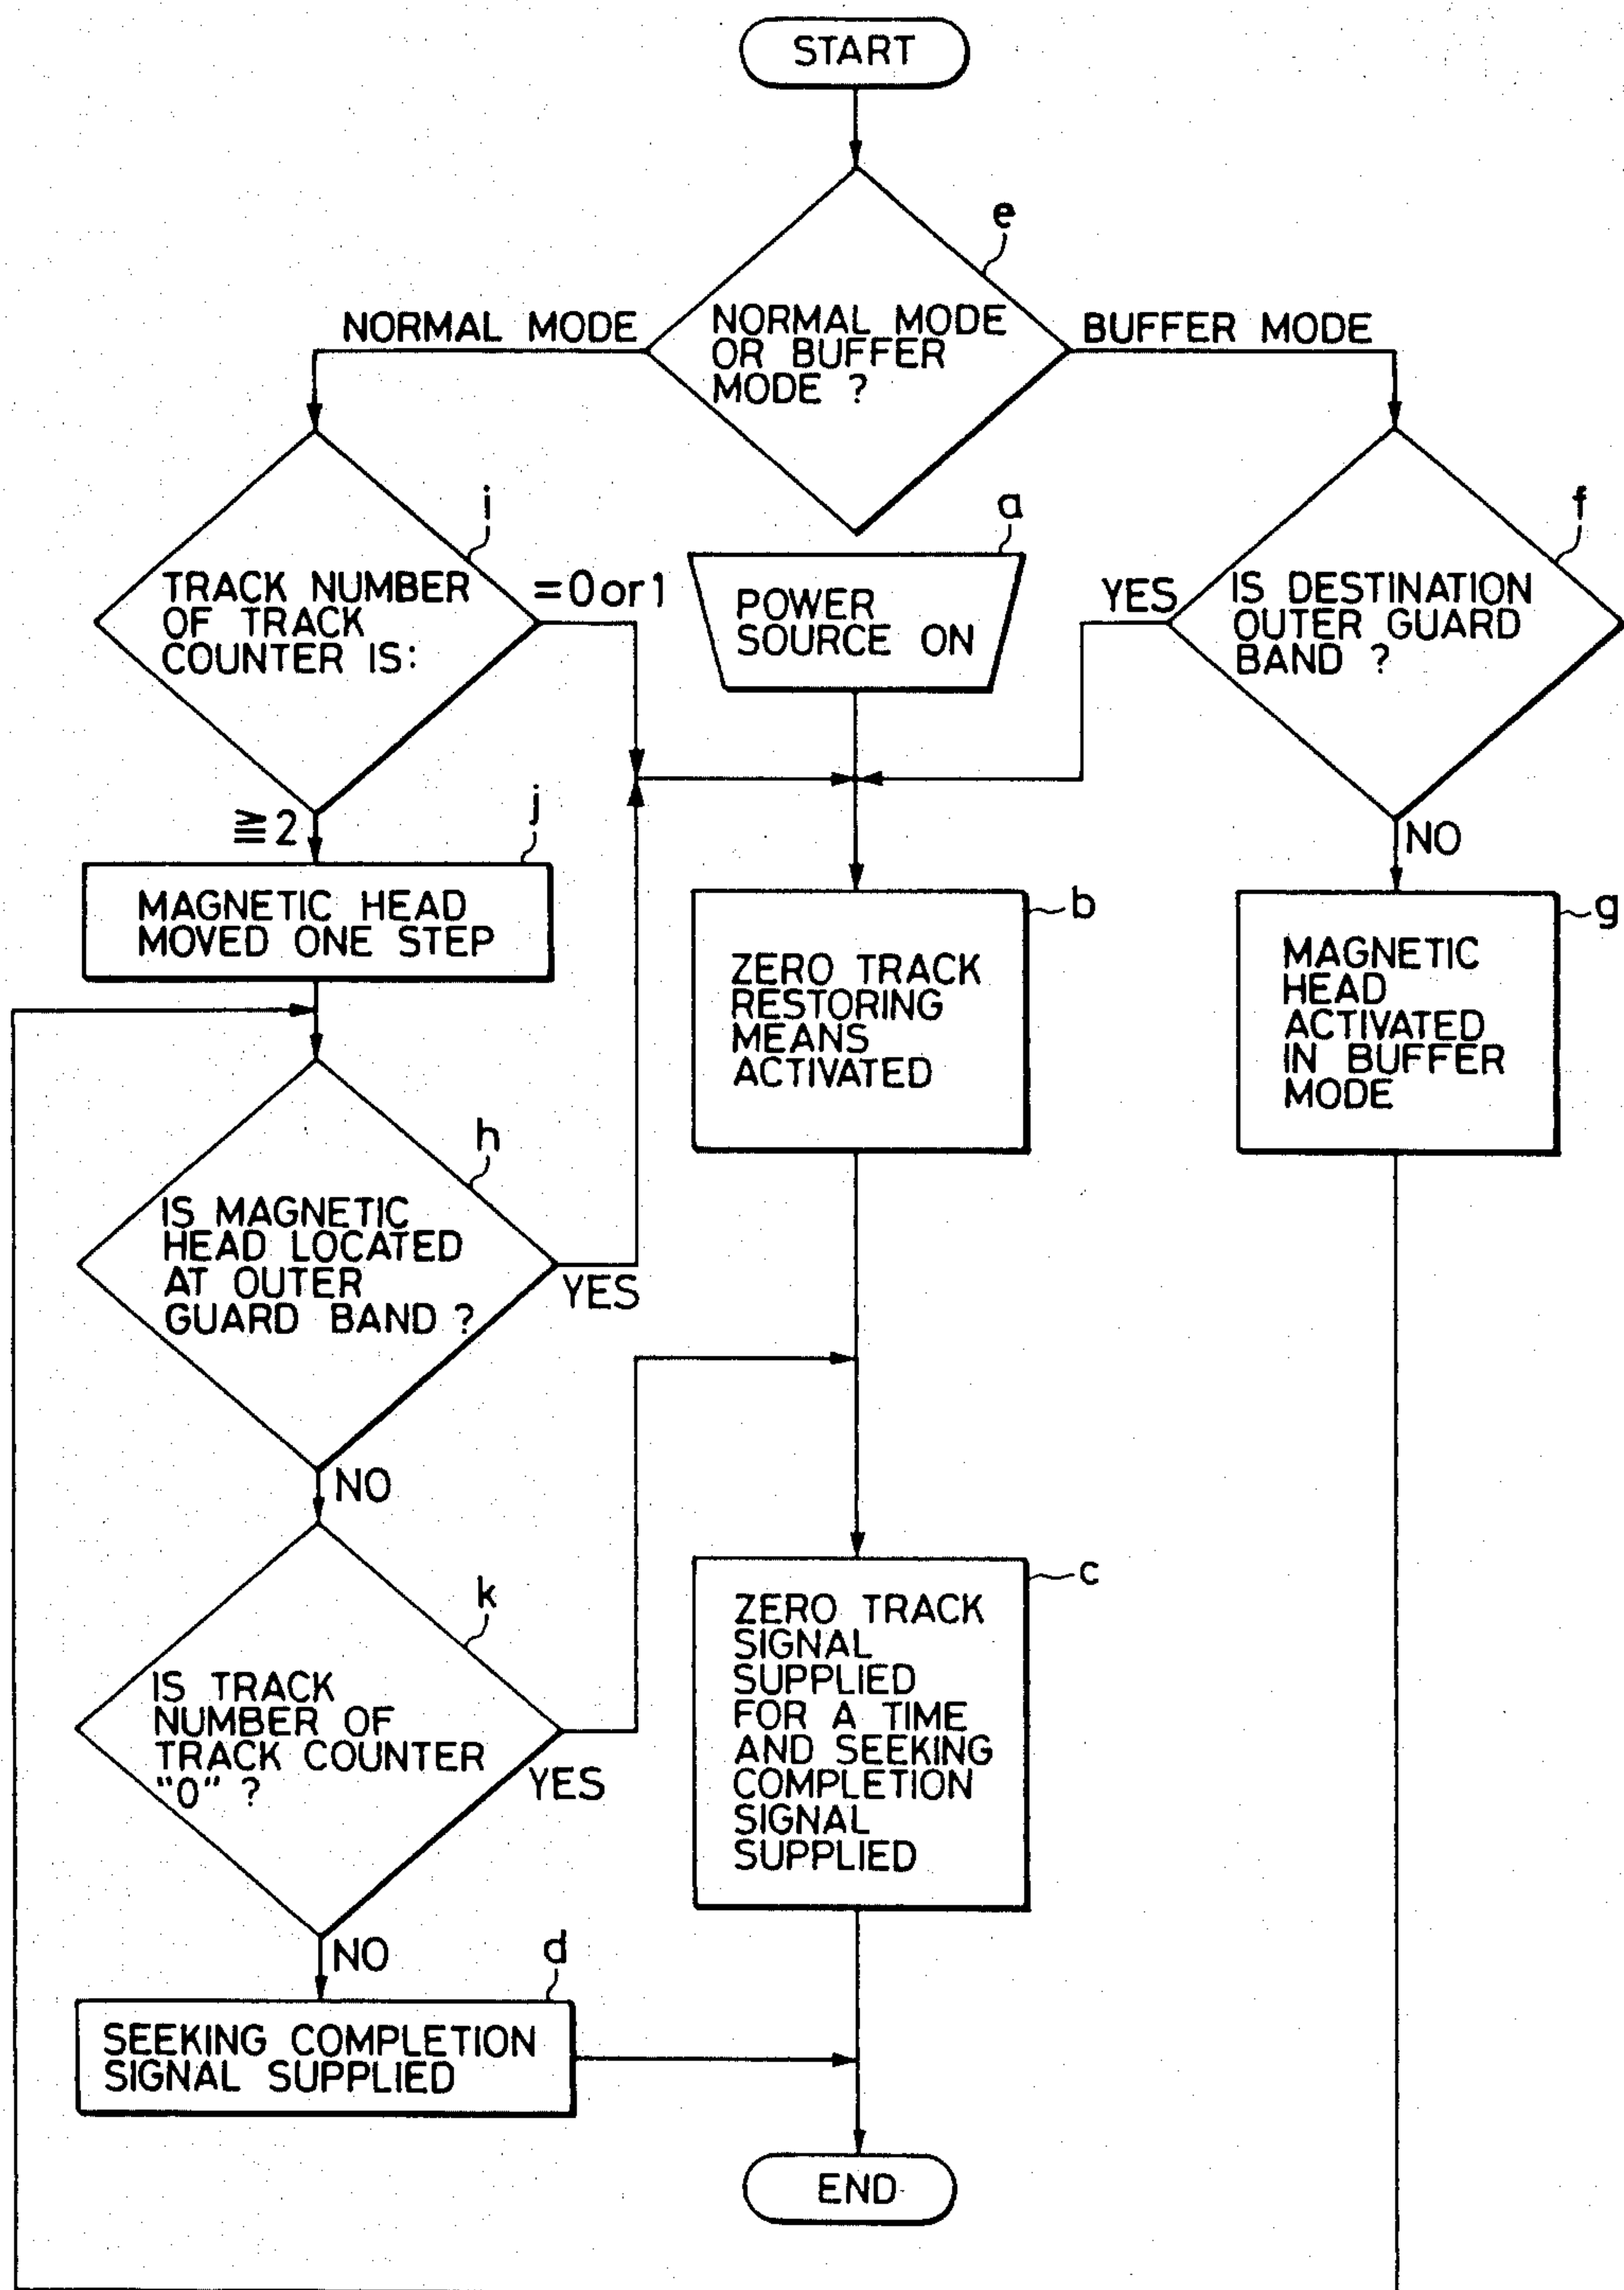 START
e
NORMAL MODE
NORMAL MODE
OR BUFFER
MODE ?
BUFFER MODE
i
TRACK NUMBER
OF TRACK
COUNTER IS:
=0 or 1
≧2
a
POWER
SOURCE ON
f
YES
IS DESTINATION
OUTER GUARD
BAND ?
NO
j
MAGNETIC HEAD
MOVED ONE STEP
b
ZERO TRACK
RESTORING
MEANS
ACTIVATED
g
MAGNETIC
HEAD
ACTIVATED
IN BUFFER
MODE
h
IS MAGNETIC
HEAD LOCATED
AT OUTER
GUARD BAND ?
YES
NO
k
IS TRACK
NUMBER OF
TRACK COUNTER
"0" ?
YES
NO
c
ZERO TRACK
SIGNAL
SUPPLIED
FOR A TIME
AND SEEKING
COMPLETION
SIGNAL
SUPPLIED
d
SEEKING COMPLETION
SIGNAL SUPPLIED
END